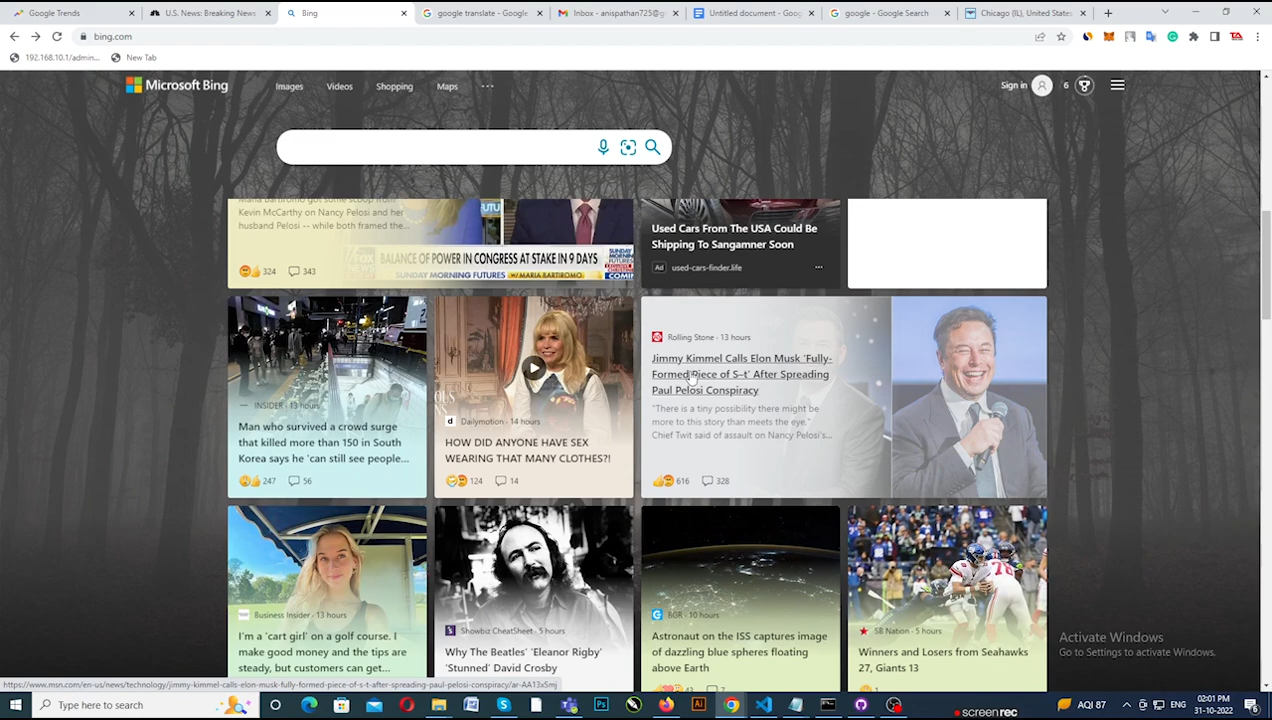 Google Trends
U.S. News: Breaking News
Bing
google translate - Google
Inbox - anispathan725@g
Untitled document - Goog
google - Google Search
Chicago (IL), United States
bing.com
192.168.10.1/admin...
New Tab
Microsoft Bing
Images
Videos
Shopping
Maps
Sign in
6
Maria Bartiromo got some scoop from
Kevin McCarthy on Nancy Pelosi and her
husband Pelosi -- while both framed the...
324
343
BALANCE OF POWER IN CONGRESS AT STAKE IN 9 DAYS
SUNDAY MORNING FUTURES W/ MARIA BARTIROMO
Used Cars From The USA Could Be
Shipping To Sangamner Soon
Ad
used-cars-finder.life
INSIDER · 13 hours
Man who survived a crowd surge
that killed more than 150 in South
Korea says he 'can still see people...
247
56
Dailymotion · 14 hours
HOW DID ANYONE HAVE SEX
WEARING THAT MANY CLOTHES?!
124
14
Rolling Stone · 13 hours
Jimmy Kimmel Calls Elon Musk 'Fully-
Formed Piece of S–t' After Spreading
Paul Pelosi Conspiracy
"There is a tiny possibility there might be
more to this story than meets the eye."
Chief Twit said of assault on Nancy Pelosi's...
616
328
Business Insider · 13 hours
I'm a 'cart girl' on a golf course. I
make good money and the tips are
steady, but customers can get...
Showbiz CheatSheet · 5 hours
Why The Beatles' 'Eleanor Rigby'
'Stunned' David Crosby
BGR · 10 hours
Astronaut on the ISS captures image
of dazzling blue spheres floating
above Earth
SB Nation · 5 hours
Winners and Losers from Seahawks
27, Giants 13
Activate Windows
Go to Settings to activate Windows.
https://www.msn.com/en-us/news/technology/jimmy-kimmel-calls-elon-musk-fully-formed-piece-of-s-t-after-spreading-paul-pelosi-conspiracy/ar-AA13xSmj
Type here to search
AQI 87
ENG
02:01 PM
31-10-2022
screenrec